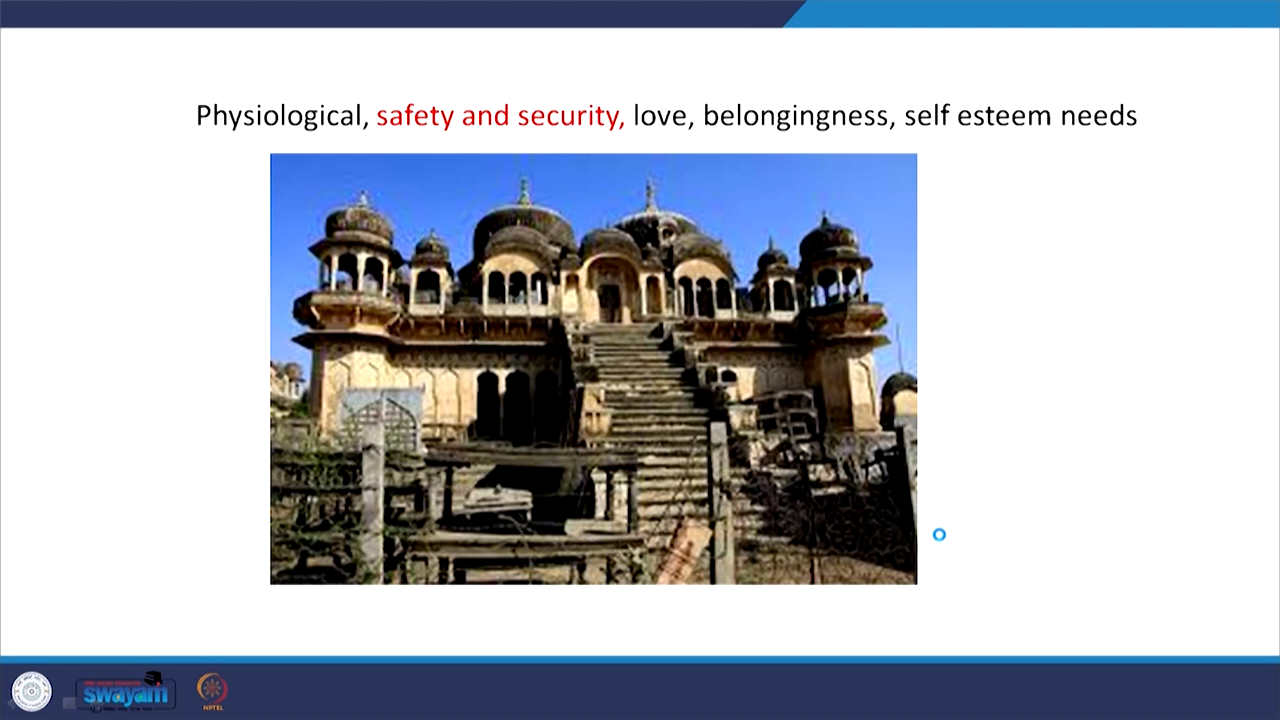 Physiological, safety and security, love, belongingness, self esteem needs
swayam
NPTEL